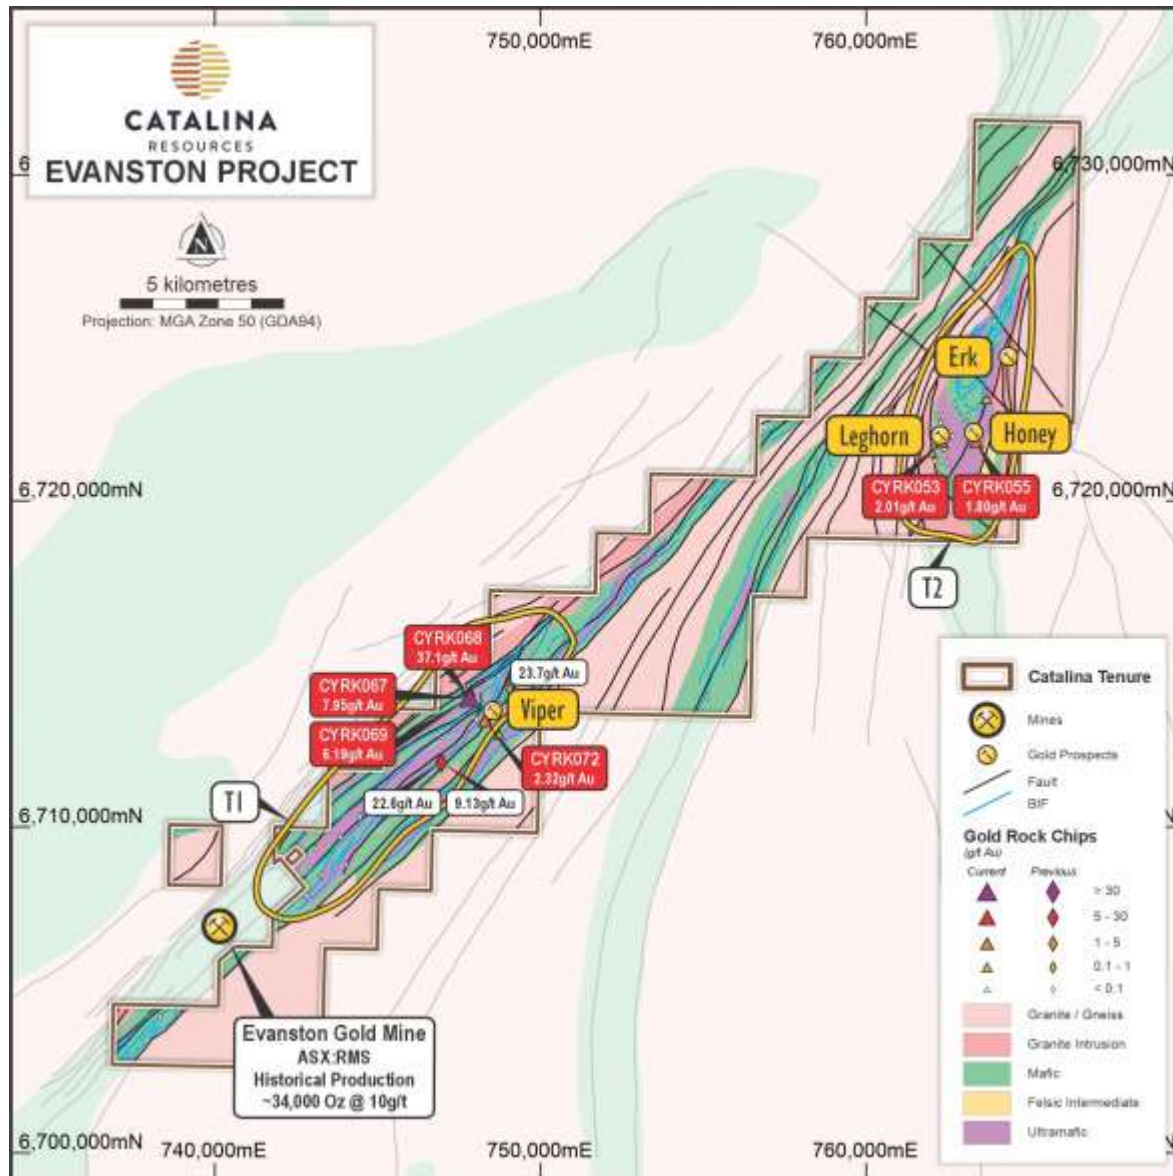 750,000mE
760,000mE
CATALINA
RESOURCES
EVANSTON PROJECT
6
6,730,000mN
N
5 kilometres
Projection: MGA Zone 50 (GDA94)
Erk
Leghorn
Honey
CYRK053
2.01g/t Au
CYRK055
1.80g/t Au
6,720,000mN
6,720,000mN
T2
CYRK068
37.1g/t Au
23.7g/t Au
CYRK067
7.95g/t Au
Viper
CYRK069
6.19g/t Au
CYRK072
2.32g/t Au
T1
22.6g/t Au
9.13g/t Au
6,710,000mN
6
Evanston Gold Mine
ASX:RMS
Historical Production
~34,000 Oz @ 10g/t
Catalina Tenure
Mines
Gold Prospects
Fault
BIF
Gold Rock Chips
(g/t Au)
Current Previous
≥ 30
5 - 30
1 - 5
0.1 - 1
< 0.1
Granite / Gneiss
Granite Intrusion
Mafic
Felsic Intermediate
Ultramafic
6,700,000mN
6
740,000mE
750,000mE
760,000mE